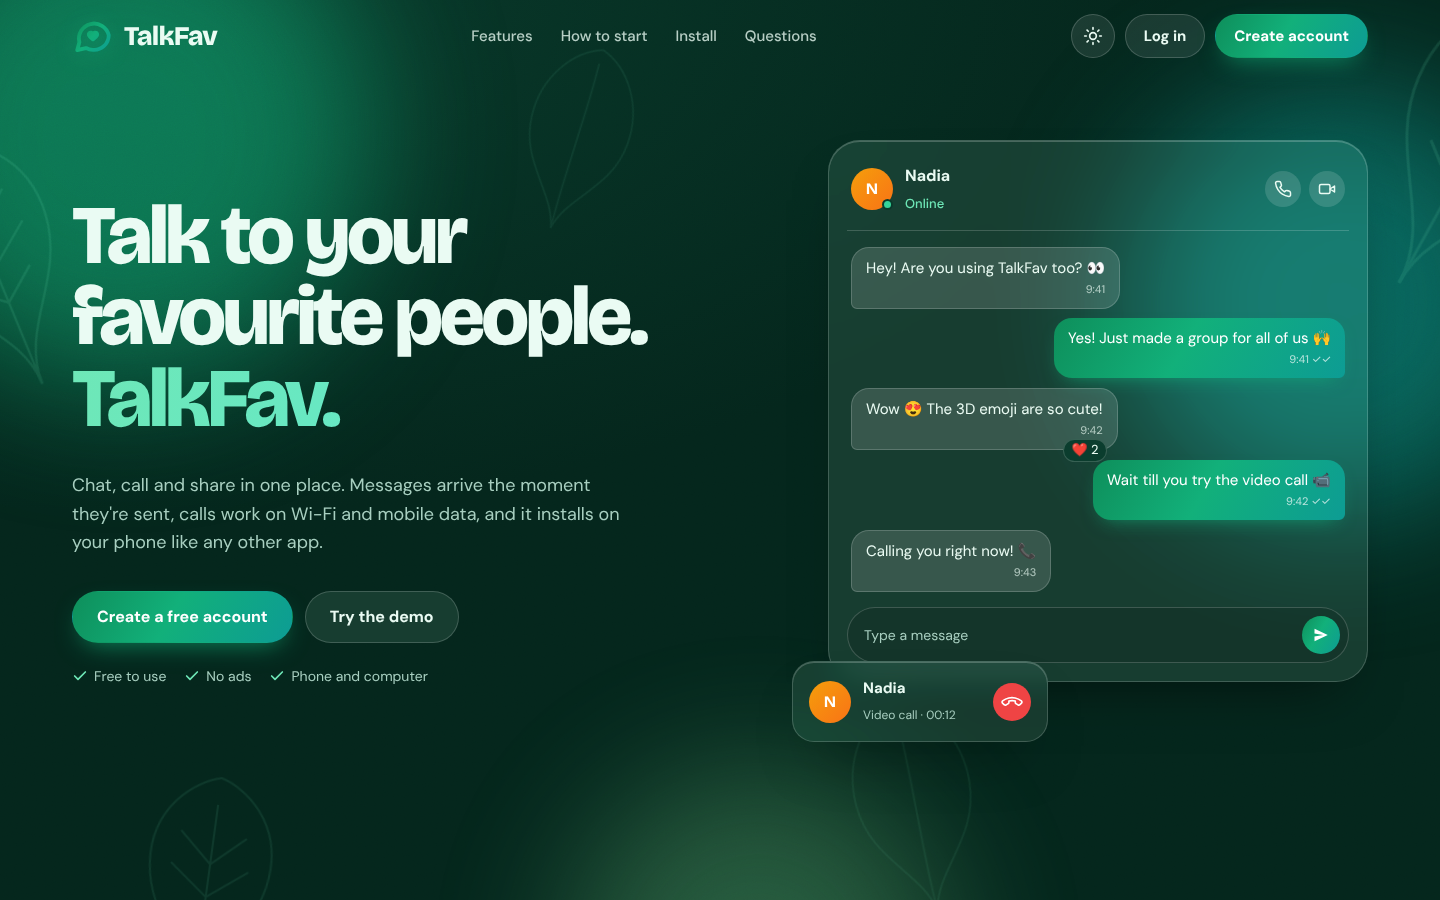 TalkFav
Features
How to start
Install
Questions
Log in
Create account
Talk to your
favourite people.
TalkFav.
Chat, call and share in one place. Messages arrive the moment
they're sent, calls work on Wi-Fi and mobile data, and it installs on
your phone like any other app.
Create a free account
Try the demo
Free to use
No ads
Phone and computer
N
Nadia
Online
Hey! Are you using TalkFav too? 👀
9:41
Yes! Just made a group for all of us 🙌
9:41 ✓✓
Wow 😍 The 3D emoji are so cute!
9:42
❤️ 2
Wait till you try the video call 📹
9:42 ✓✓
Calling you right now! 📞
9:43
Type a message
N
Nadia
Video call · 00:12